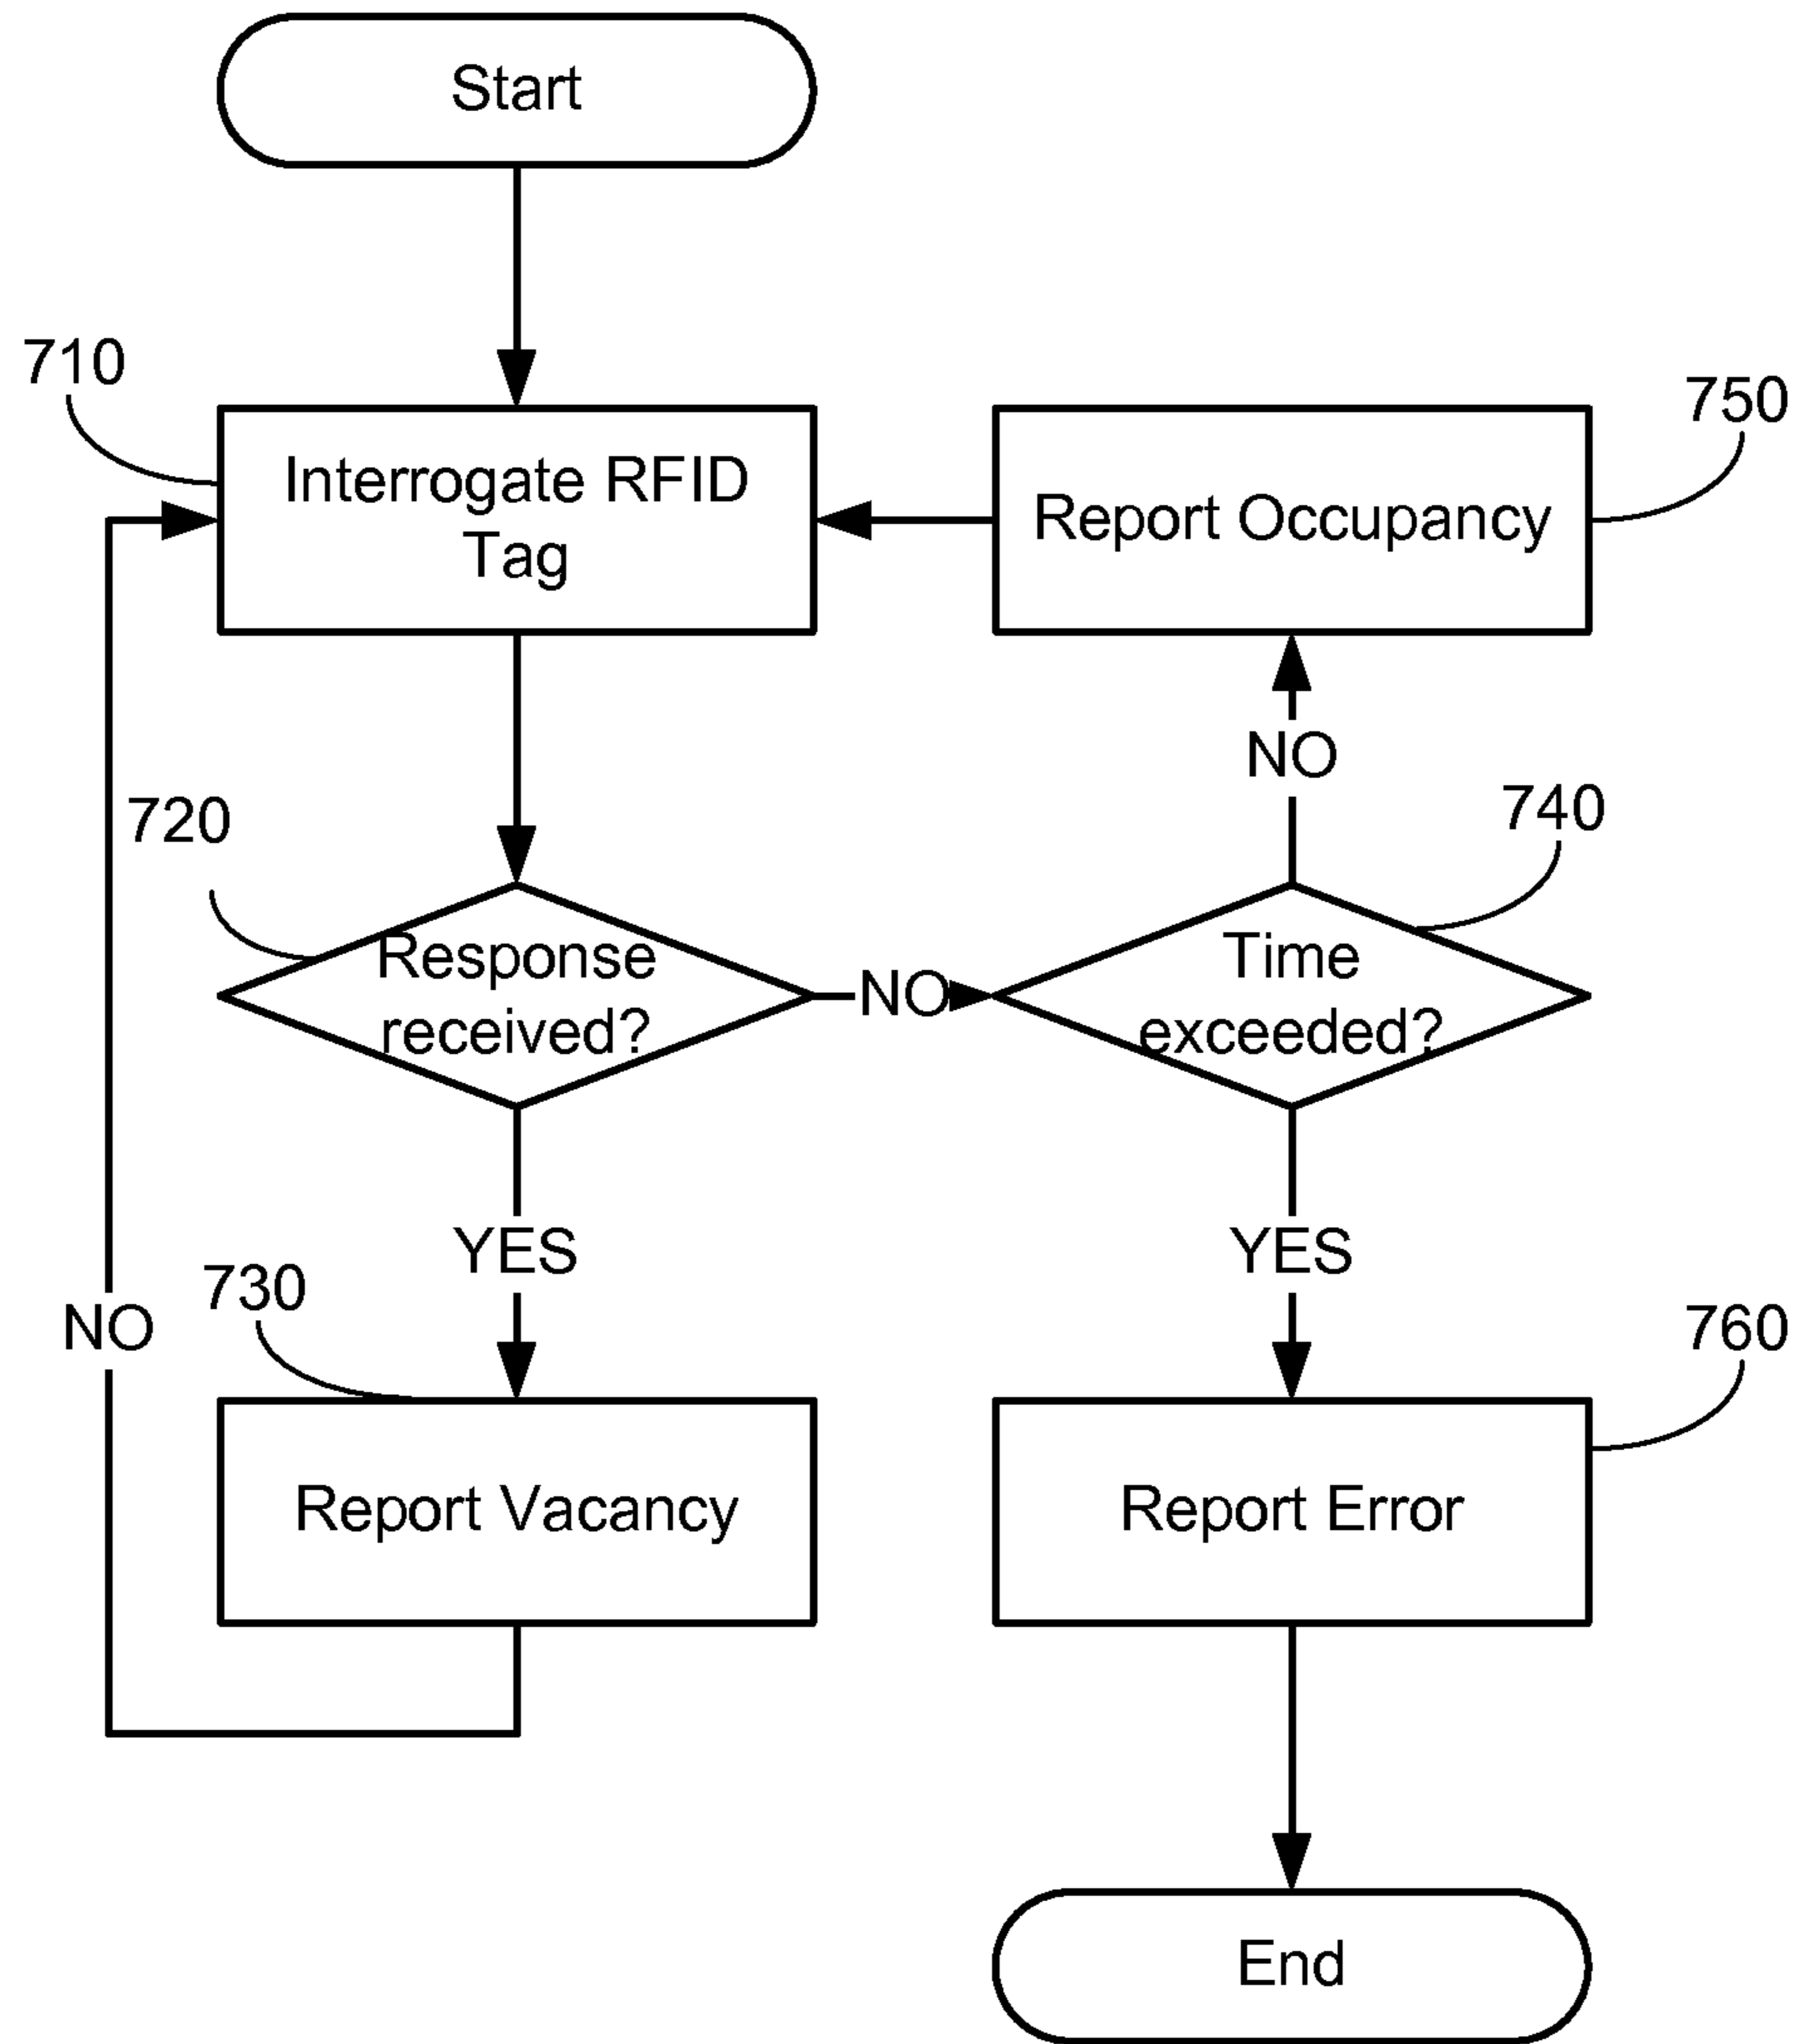 Start
710
Interrogate RFID
Tag
750
Report Occupancy
NO
720
740
Response
received?
NO
Time
exceeded?
YES
YES
730
NO
760
Report Vacancy
Report Error
End